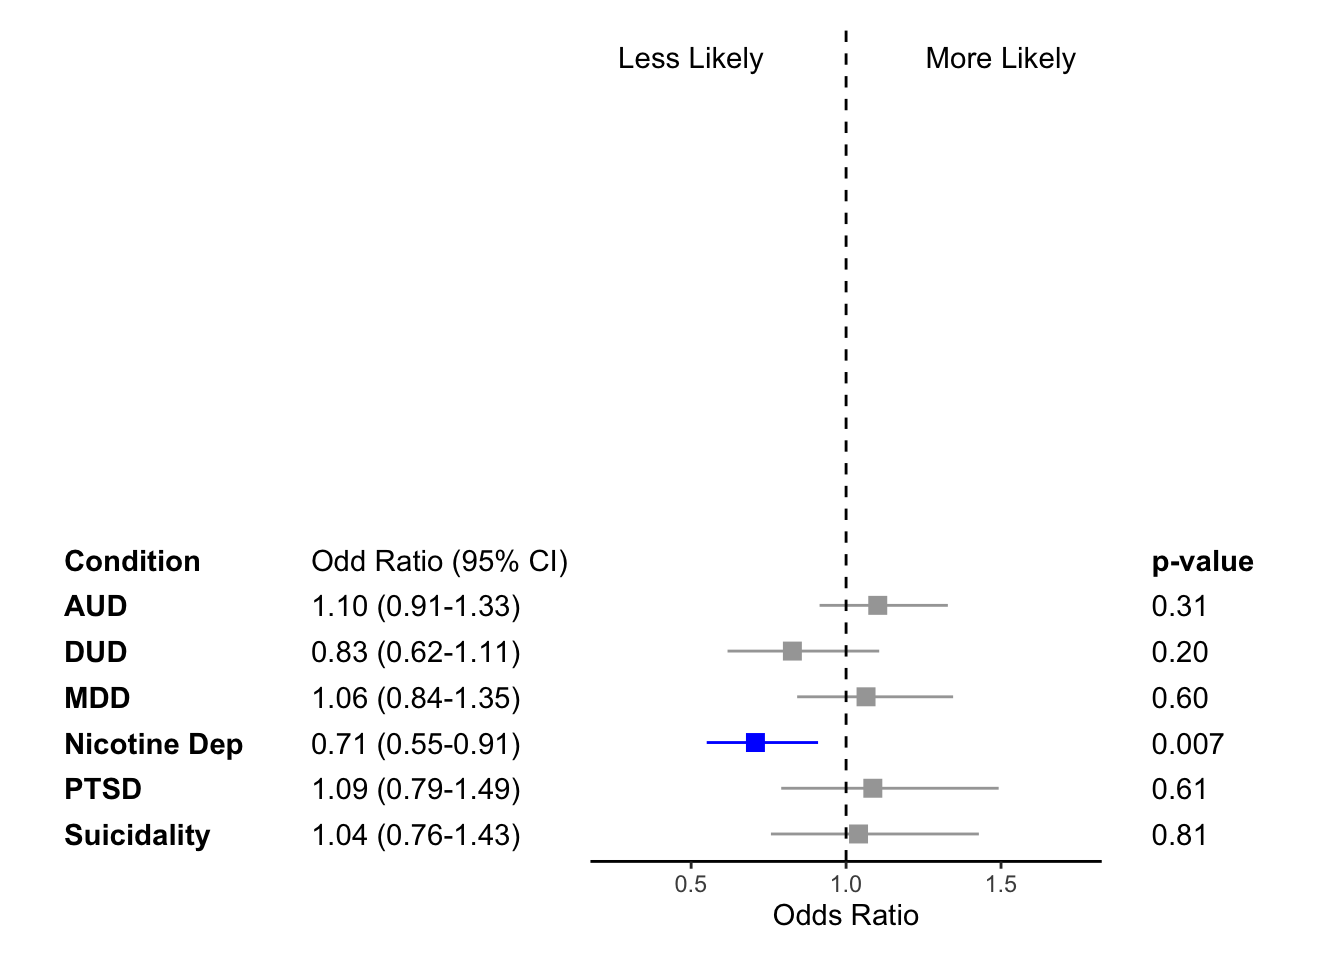 Less Likely More Likely
Condition Odd Ratio (95% CI) p-value
AUD 1.10 (0.91-1.33) 0.31
DUD 0.83 (0.62-1.11) 0.20
MDD 1.06 (0.84-1.35) 0.60
Nicotine Dep 0.71 (0.55-0.91) 0.007
PTSD 1.09 (0.79-1.49) 0.61
Suicidality 1.04 (0.76-1.43) 0.81
0.5 1.0 1.5
Odds Ratio